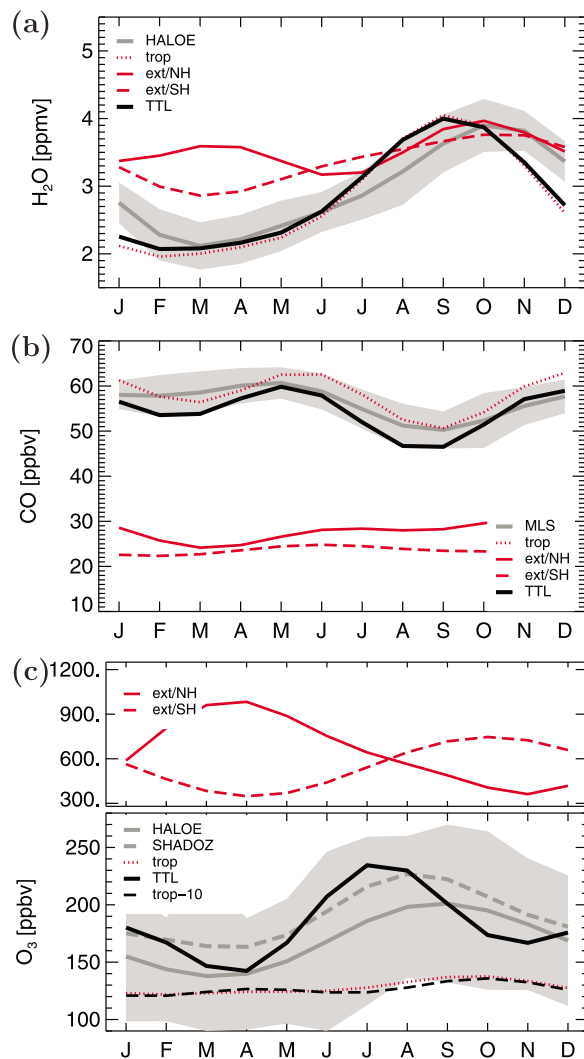 (a)
HALOE
trop
ext/NH
ext/SH
TTL
H₂O [ppmv]
5
4
3
2
J F M A M J J A S O N D
(b)
70
60
50
40
30
20
10
CO [ppbv]
MLS
trop
ext/NH
ext/SH
TTL
J F M A M J J A S O N D
(c)
1200.
900.
600.
300.
ext/NH
ext/SH
HALOE
SHADOZ
trop
TTL
trop-10
O₃ [ppbv]
250
200
150
100
J F M A M J J A S O N D